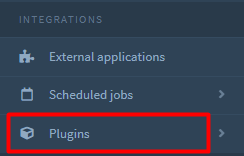 INTEGRATIONS
External applications
Scheduled jobs
Plugins